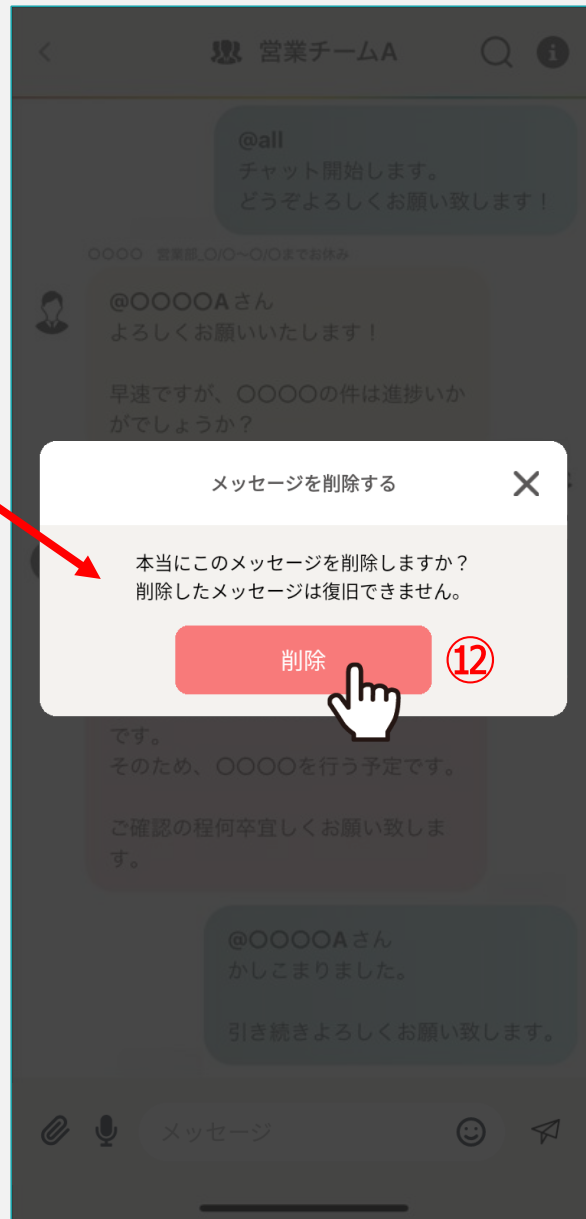 営業チームA
@all
チャット開始します。
どうぞよろしくお願い致します!
〇〇〇〇 営業部_〇/〇~〇/〇までお休み
@〇〇〇〇Aさん
よろしくお願いいたします!
早速ですが、〇〇〇〇の件は進捗いか
がでしょうか?
メッセージを削除する
本当にこのメッセージを削除しますか?
削除したメッセージは復旧できません。
削除
⑫
です。
そのため、〇〇〇〇を行う予定です。
ご確認の程何卒宜しくお願い致しま
す。
@〇〇〇〇Aさん
かしこまりました。
引き続きよろしくお願い致します。
メッセージ